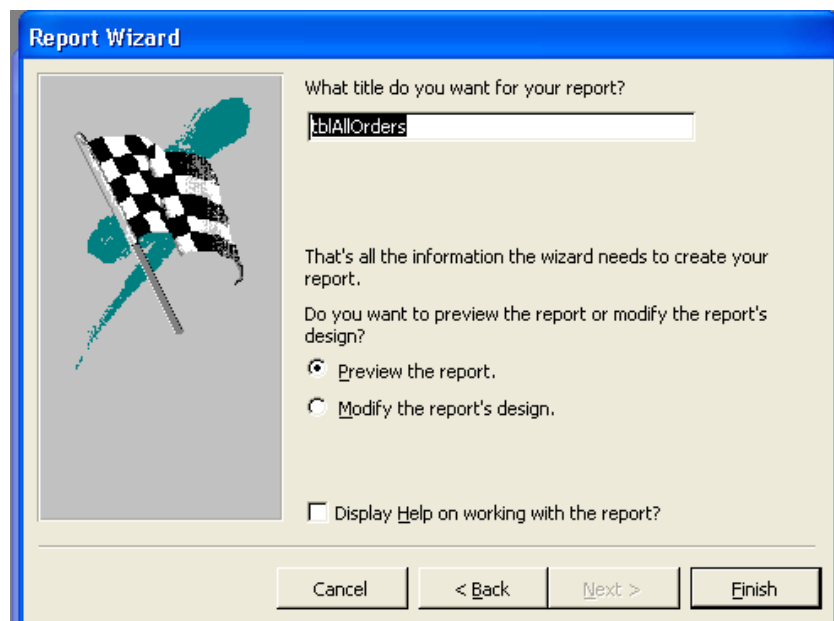 Report Wizard
What title do you want for your report?
tblAllOrders
That's all the information the wizard needs to create your
report.
Do you want to preview the report or modify the report's
design?
Preview the report.
Modify the report's design.
Display Help on working with the report?
Cancel
< Back
Next >
Finish